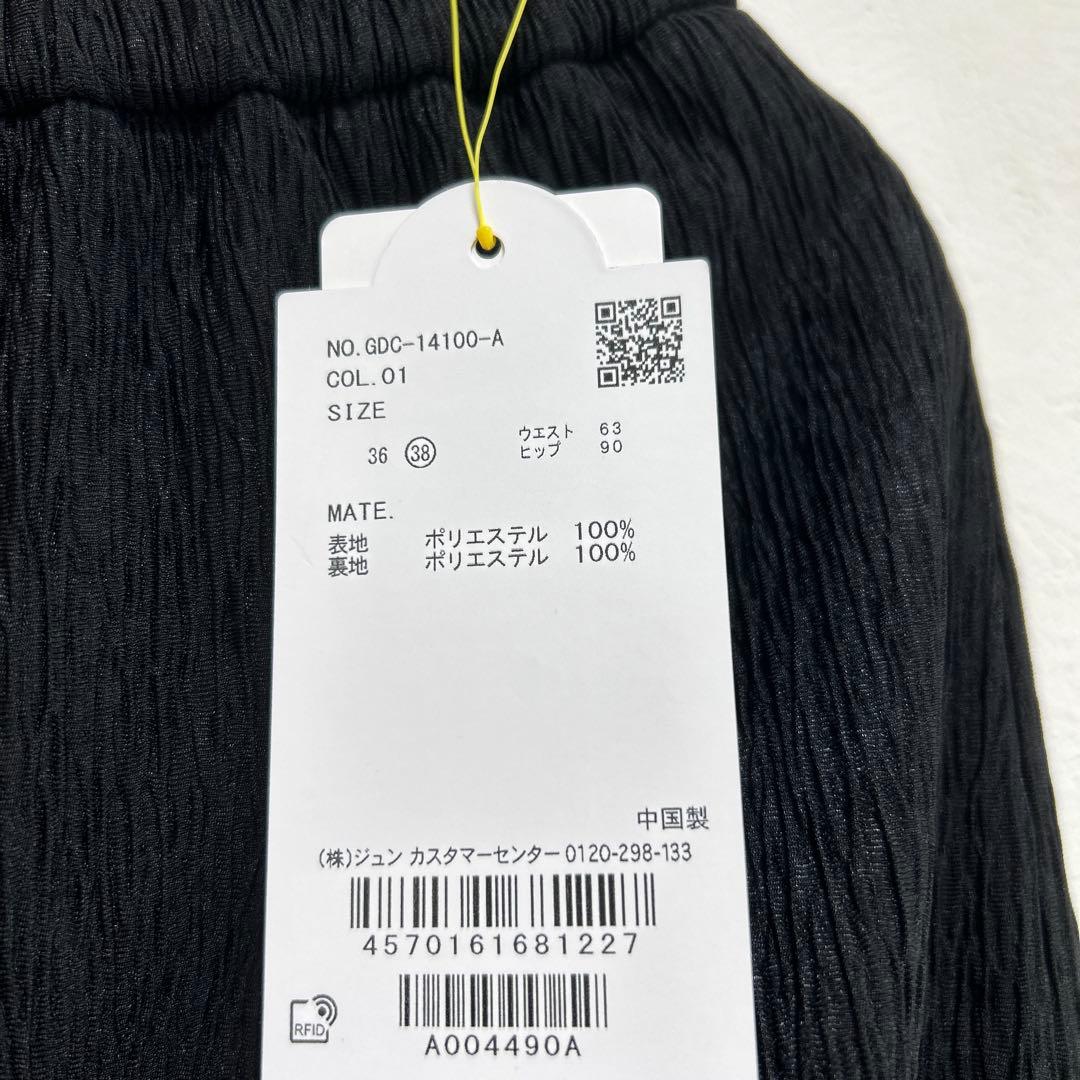 NO.GDC-14100-A
COL.01
SIZE
36 38 ウエスト 63
ヒップ 90
MATE.
表地 ポリエステル 100%
裏地 ポリエステル 100%
中国製
(株)ジュン カスタマーセンター 0120-298-133
4570161681227
RFID
A004490A